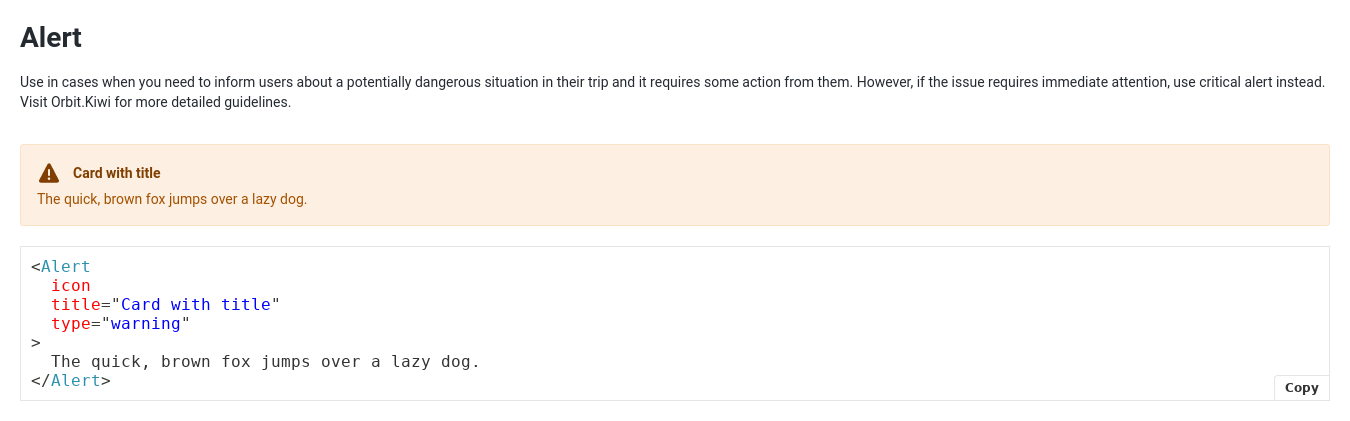 Alert
Use in cases when you need to inform users about a potentially dangerous situation in their trip and it requires some action from them. However, if the issue requires immediate attention, use critical alert instead.
Visit Orbit.Kiwi for more detailed guidelines.
Card with title
The quick, brown fox jumps over a lazy dog.
<Alert
  icon
  title="Card with title"
  type="warning"
>
  The quick, brown fox jumps over a lazy dog.
</Alert>
Copy